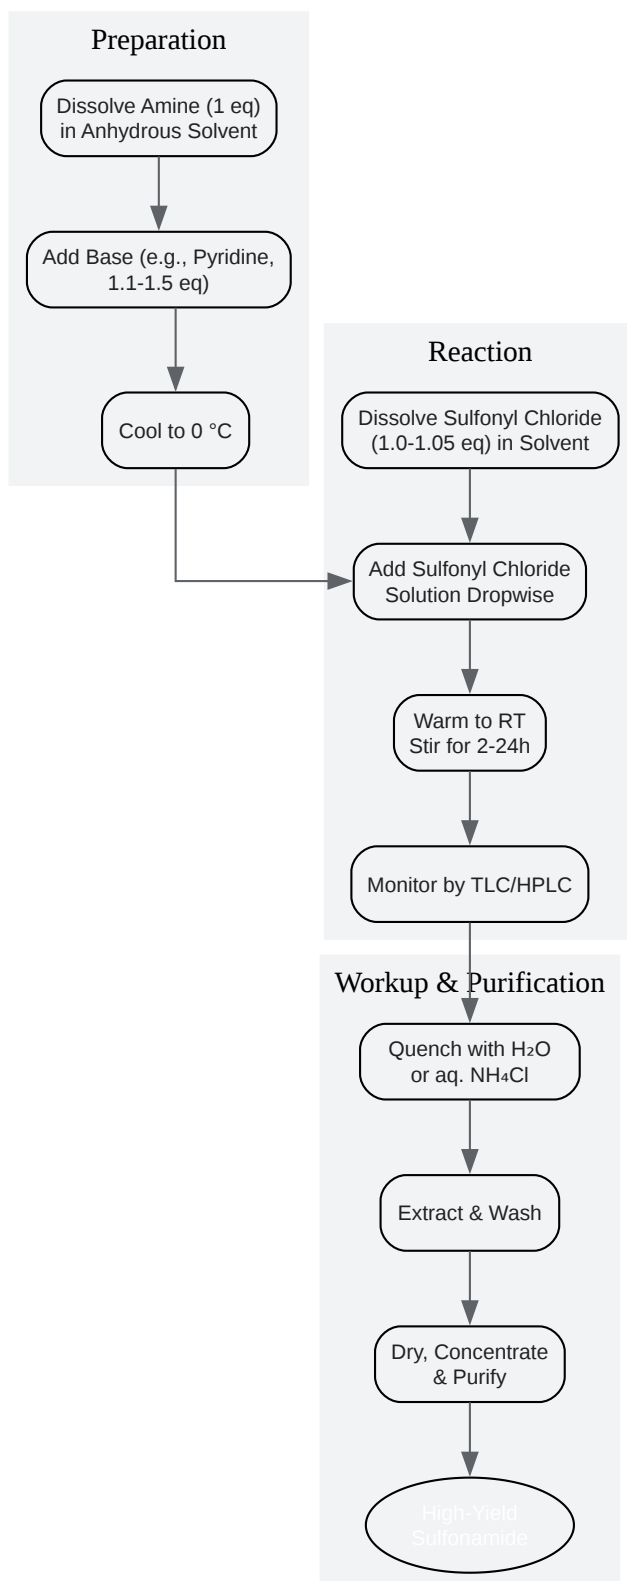 Preparation
Dissolve Amine (1 eq)
in Anhydrous Solvent
Add Base (e.g., Pyridine,
1.1-1.5 eq)
Cool to 0 °C
Reaction
Dissolve Sulfonyl Chloride
(1.0-1.05 eq) in Solvent
Add Sulfonyl Chloride
Solution Dropwise
Warm to RT
Stir for 2-24h
Monitor by TLC/HPLC
Workup & Purification
Quench with H₂O
or aq. NH₄Cl
Extract & Wash
Dry, Concentrate
& Purify
High-Yield
Sulfonamide